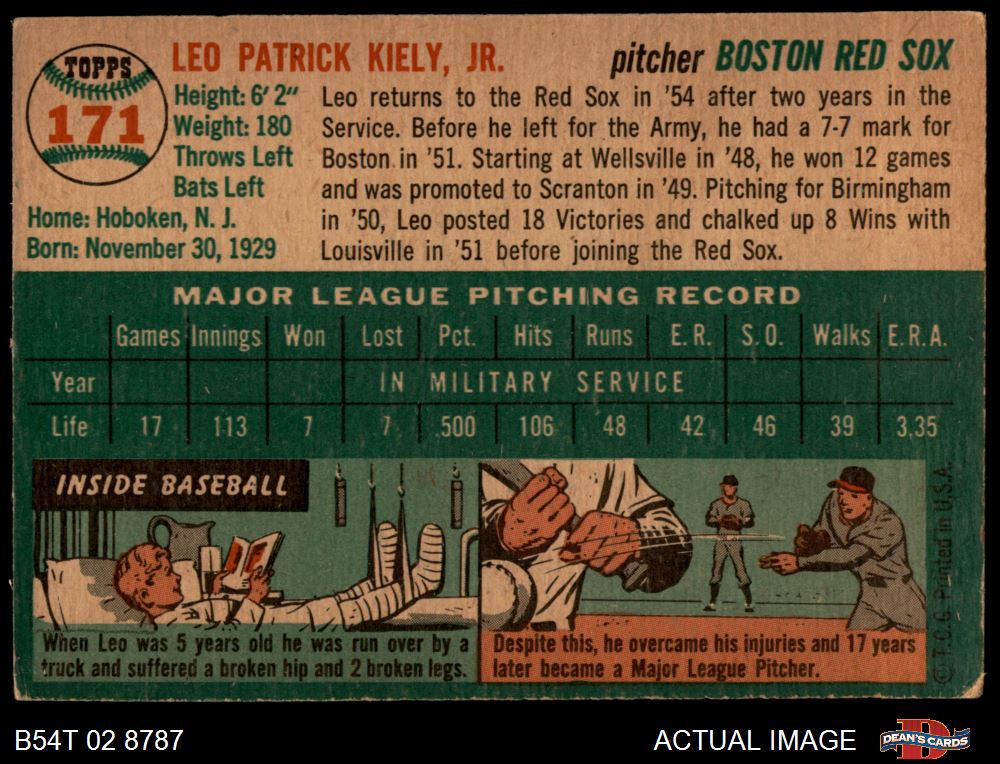 TOPPS
171
LEO PATRICK KIELY, JR.
pitcher BOSTON RED SOX
Height: 6' 2"
Weight: 180
Throws Left
Bats Left
Home: Hoboken, N. J.
Born: November 30, 1929
Leo returns to the Red Sox in '54 after two years in the
Service. Before he left for the Army, he had a 7-7 mark for
Boston in '51. Starting at Wellsville in '48, he won 12 games
and was promoted to Scranton in '49. Pitching for Birmingham
in '50, Leo posted 18 Victories and chalked up 8 Wins with
Louisville in '51 before joining the Red Sox.
MAJOR LEAGUE PITCHING RECORD
Games Innings Won Lost Pct. Hits Runs E. R. S. O. Walks E. R. A.
Year IN MILITARY SERVICE
Life 17 113 7 7 .500 106 48 42 46 39 3.35
INSIDE BASEBALL
When Leo was 5 years old he was run over by a
truck and suffered a broken hip and 2 broken legs.
Despite this, he overcame his injuries and 17 years
later became a Major League Pitcher.
© T. C. G. Printed in U.S.A.
B54T 02 8787
ACTUAL IMAGE
D
DEAN'S CARDS